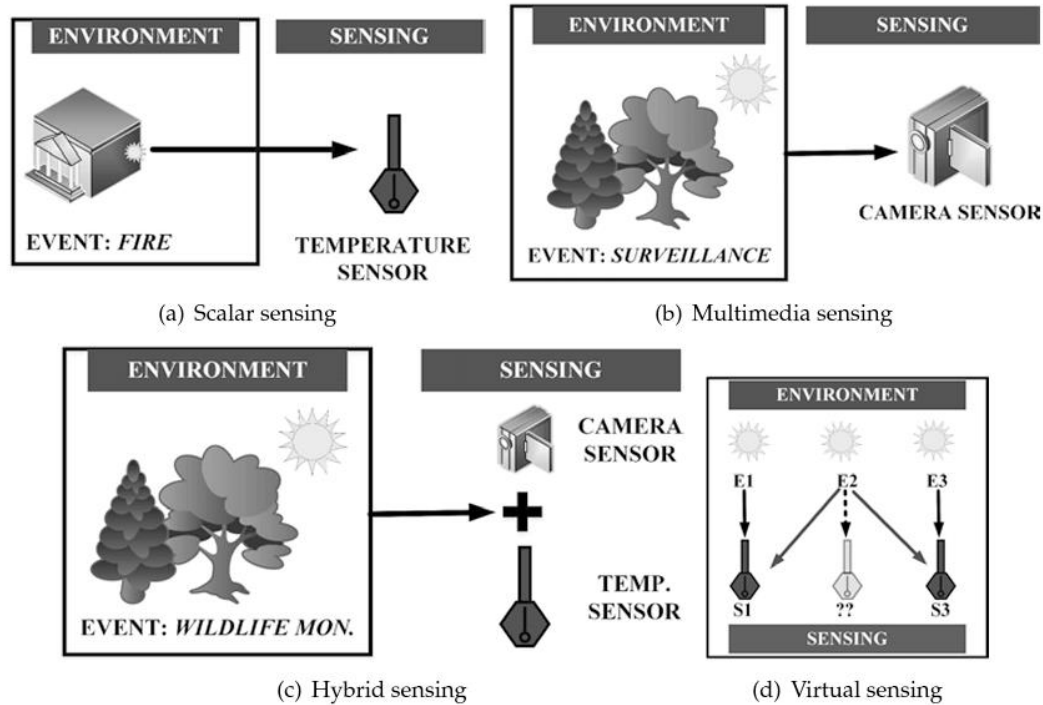 ENVIRONMENT
SENSING
EVENT: FIRE
TEMPERATURE
SENSOR
(a) Scalar sensing
ENVIRONMENT
SENSING
EVENT: SURVEILLANCE
CAMERA SENSOR
(b) Multimedia sensing
ENVIRONMENT
SENSING
CAMERA
SENSOR
TEMP.
SENSOR
EVENT: WILDLIFE MON.
(c) Hybrid sensing
ENVIRONMENT
E1 E2 E3
S1 ?? S3
SENSING
(d) Virtual sensing